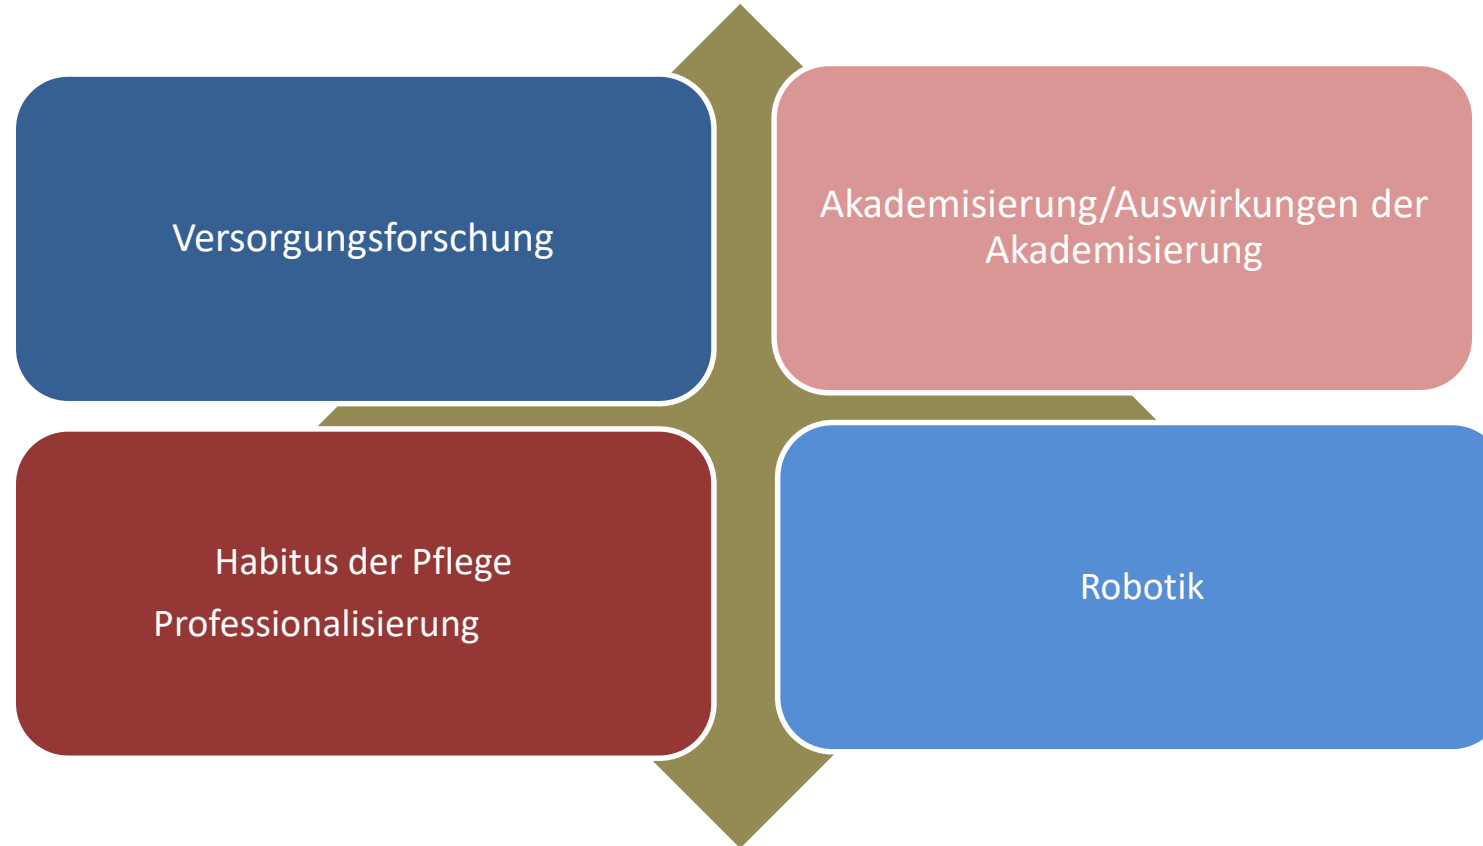 Versorgungsforschung
Akademisierung/Auswirkungen der
Akademisierung
Habitus der Pflege
Professionalisierung
Robotik